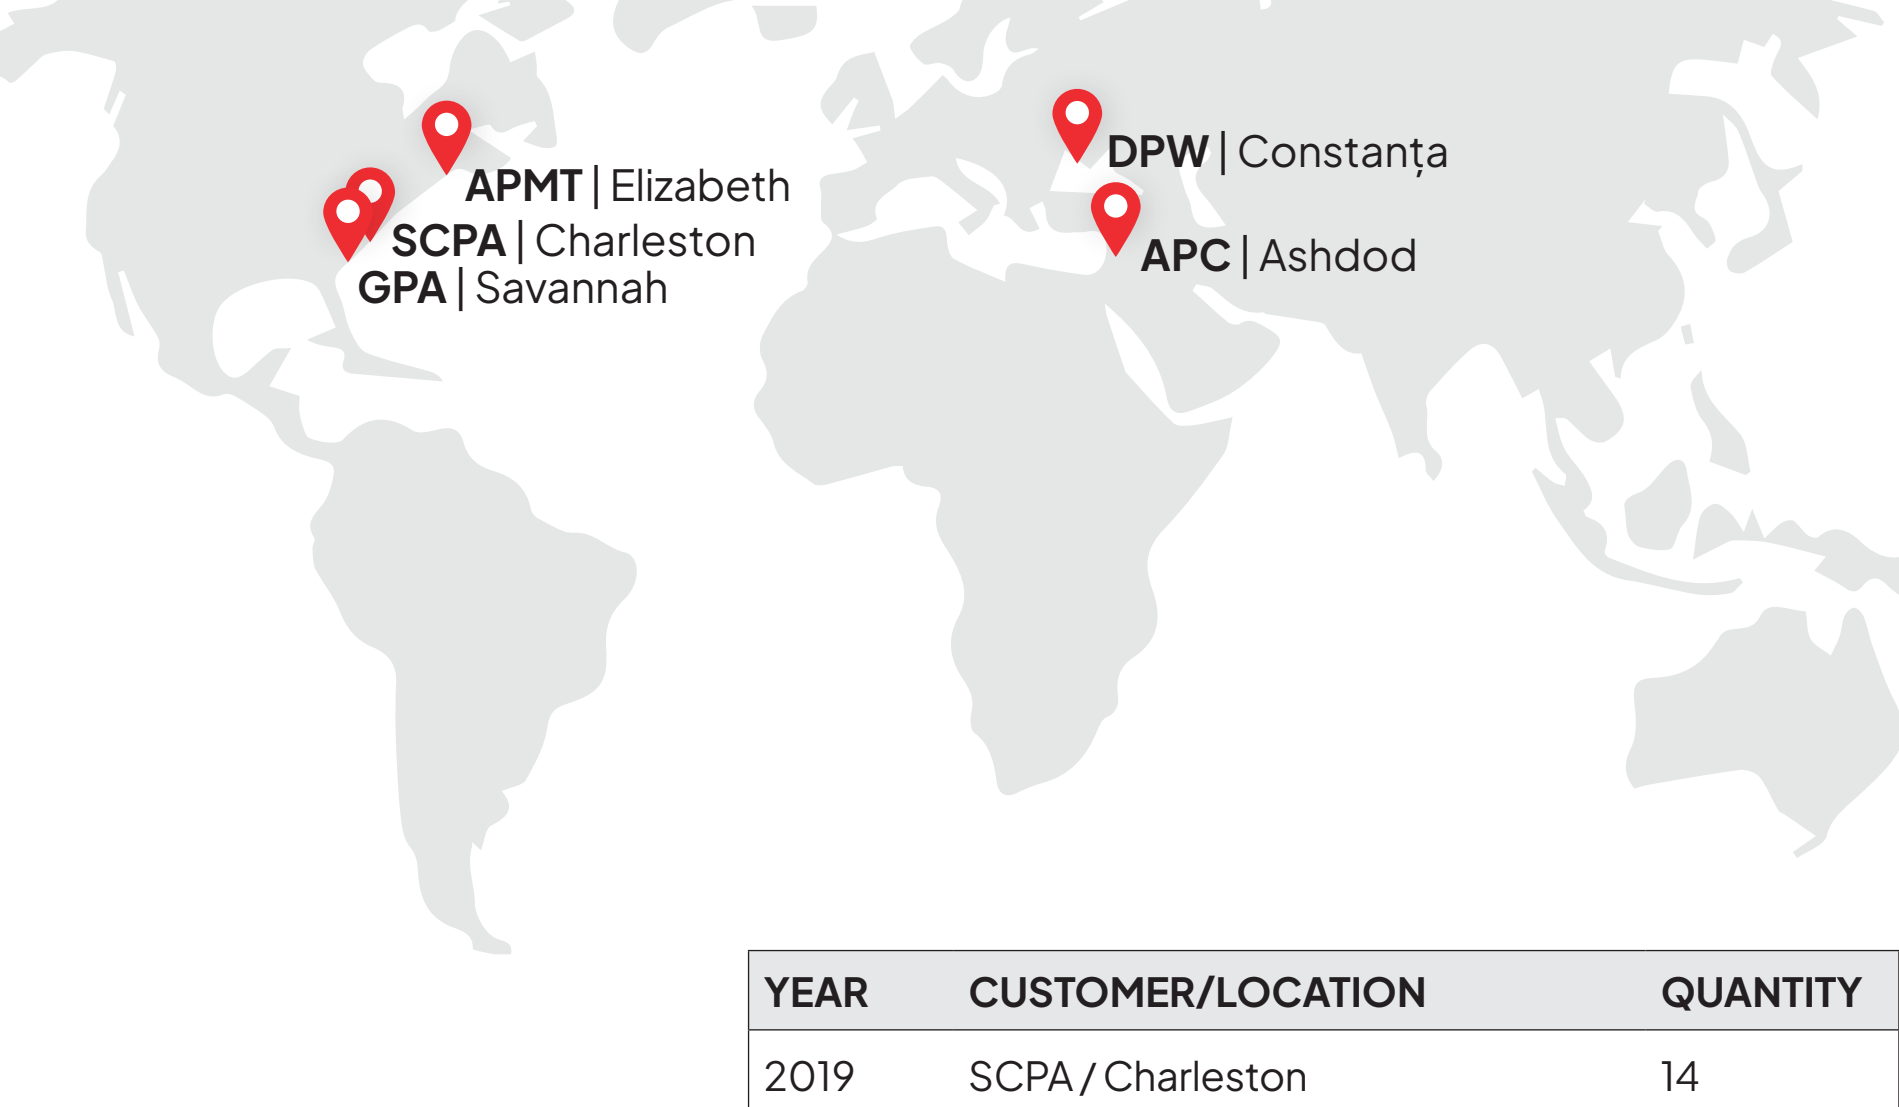 DPW | Constanța
APMT | Elizabeth
SCPA | Charleston
APC | Ashdod
GPA | Savannah
YEAR CUSTOMER/LOCATION QUANTITY
2019 SCPA / Charleston 14